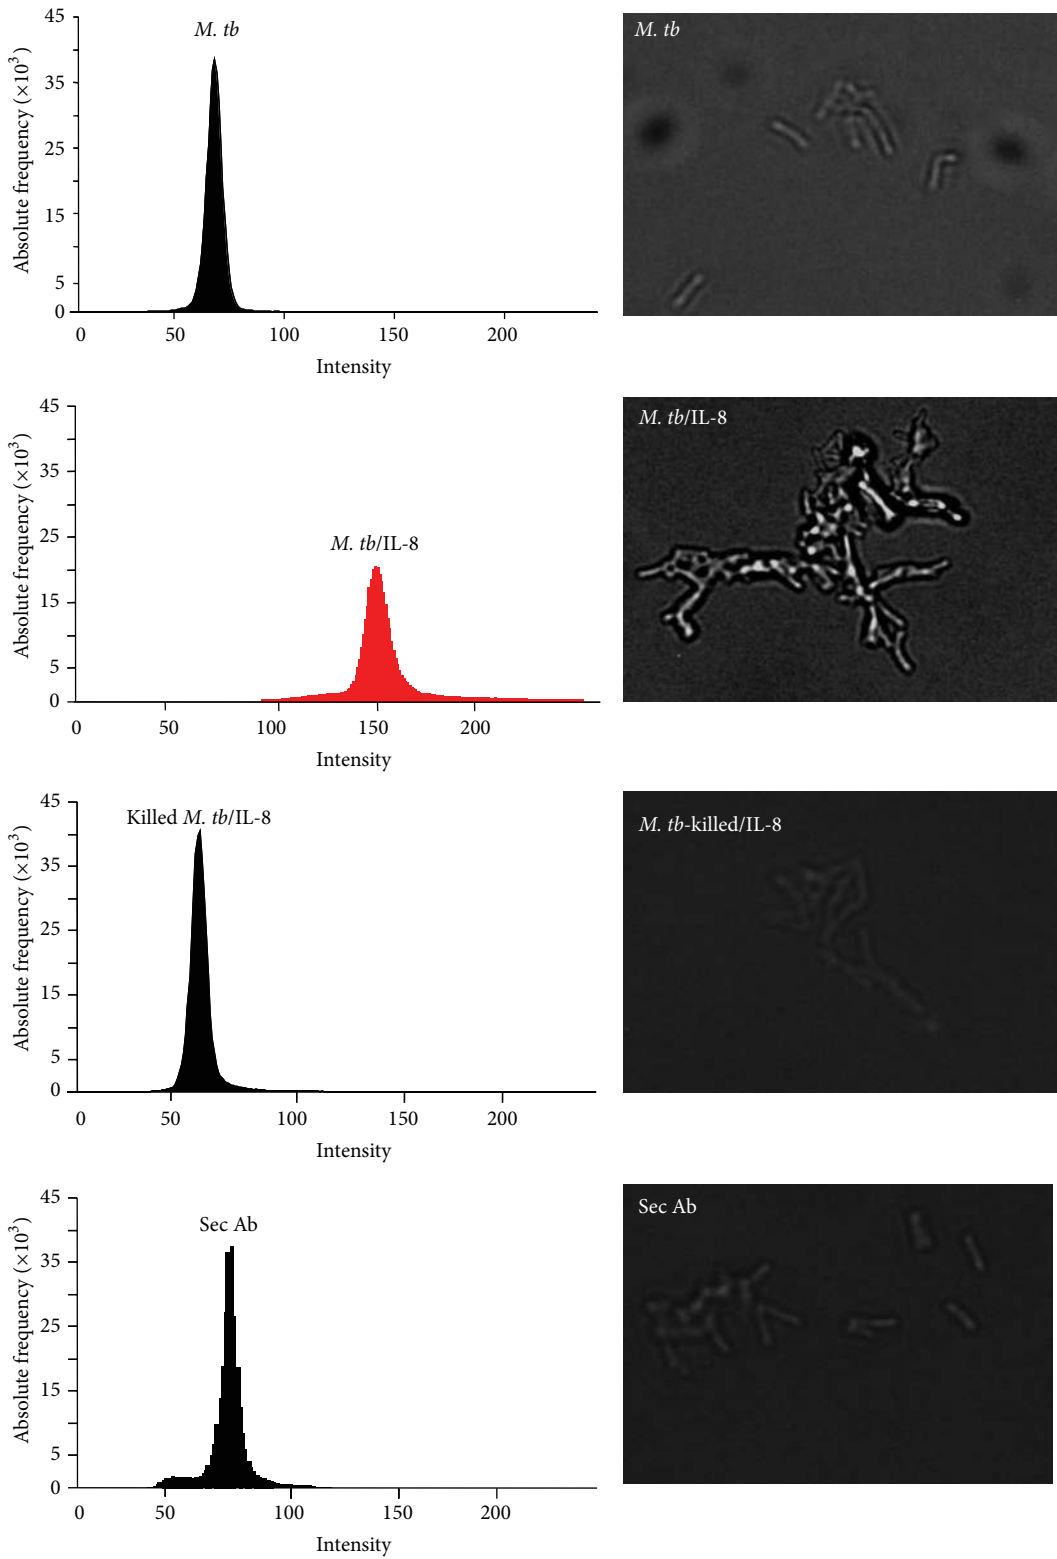 45
35
25
15
5
0
Absolute frequency (×10³)
M. tb
0 50 100 150 200
Intensity
M. tb
45
35
25
15
5
0
Absolute frequency (×10³)
M. tb/IL-8
0 50 100 150 200
Intensity
M. tb/IL-8
45
35
25
15
5
0
Absolute frequency (×10³)
Killed M. tb/IL-8
0 50 100 150 200
Intensity
M. tb-killed/IL-8
45
35
25
15
5
0
Absolute frequency (×10³)
Sec Ab
0 50 100 150 200
Intensity
Sec Ab